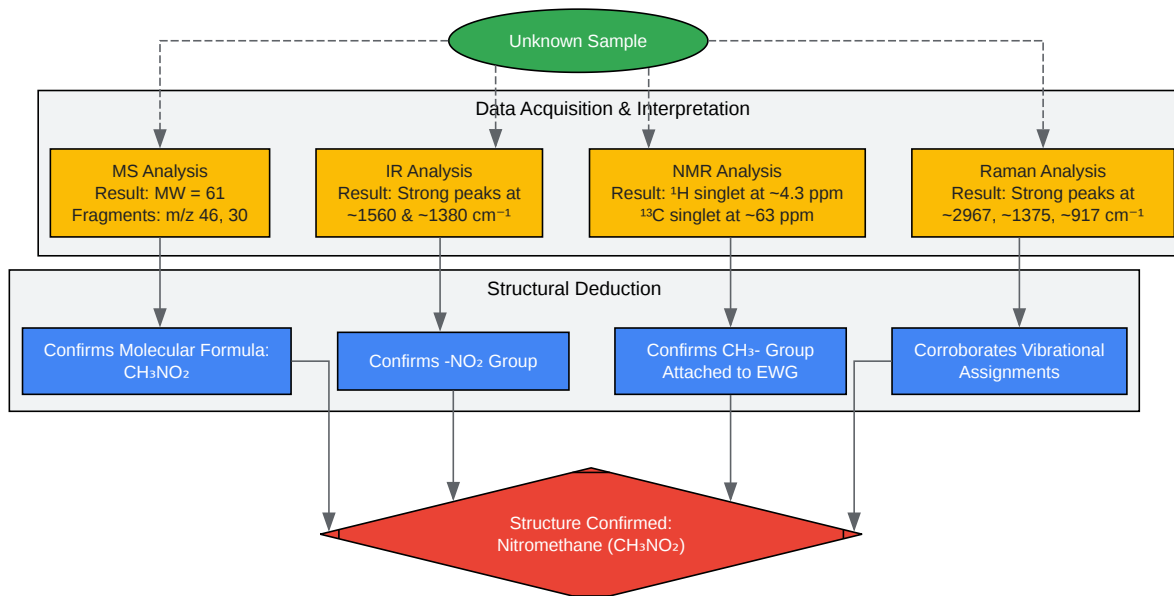 Unknown Sample
Data Acquisition & Interpretation
MS Analysis
Result: MW = 61
Fragments: m/z 46, 30
IR Analysis
Result: Strong peaks at
~1560 & ~1380 cm⁻¹
NMR Analysis
Result: ¹H singlet at ~4.3 ppm
¹³C singlet at ~63 ppm
Raman Analysis
Result: Strong peaks at
~2967, ~1375, ~917 cm⁻¹
Structural Deduction
Confirms Molecular Formula:
CH₃NO₂
Confirms -NO₂ Group
Confirms CH₃- Group
Attached to EWG
Corroborates Vibrational
Assignments
Structure Confirmed:
Nitromethane (CH₃NO₂)